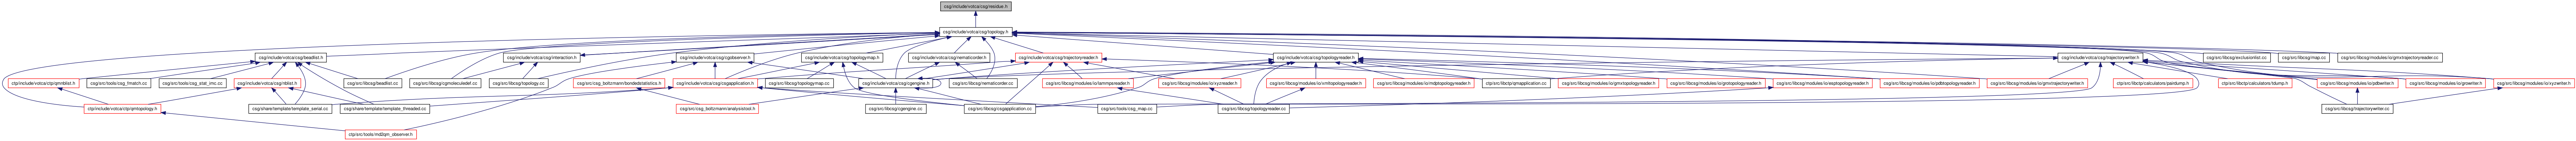 csg/include/votca/csg/residue.h
csg/include/votca/csg/topology.h
csg/include/votca/csg/beadlist.h
csg/include/votca/csg/interaction.h
csg/include/votca/csg/cgobserver.h
csg/include/votca/csg/topologymap.h
csg/include/votca/csg/nematicorder.h
csg/include/votca/csg/trajectoryreader.h
csg/include/votca/csg/topologyreader.h
csg/include/votca/csg/trajectorywriter.h
csg/src/libcsg/exclusionlist.cc
csg/src/libcsg/map.cc
csg/src/libcsg/modules/io/gmxtrajectoryreader.cc
ctp/include/votca/ctp/qmnblist.h
csg/src/tools/csg_fmatch.cc
csg/src/tools/csg_stat_imc.cc
csg/include/votca/csg/nblist.h
csg/src/libcsg/beadlist.cc
csg/src/libcsg/cgmoleculedef.cc
csg/src/libcsg/topology.cc
csg/src/csg_boltzmann/bondedstatistics.h
csg/include/votca/csg/csgapplication.h
csg/src/libcsg/topologymap.cc
csg/include/votca/csg/cgengine.h
csg/src/libcsg/nematicorder.cc
csg/src/libcsg/modules/io/lammpsreader.h
csg/src/libcsg/modules/io/xyzreader.h
csg/src/libcsg/modules/io/xmltopologyreader.h
csg/src/libcsg/modules/io/mdptopologyreader.h
ctp/src/libctp/qmapplication.cc
csg/src/libcsg/modules/io/gmxtopologyreader.h
csg/src/libcsg/modules/io/grotopologyreader.h
csg/src/libcsg/modules/io/esptopologyreader.h
csg/src/libcsg/modules/io/pdbtopologyreader.h
csg/src/libcsg/modules/io/gmxtrajectorywriter.h
ctp/src/libctp/calculators/paidump.h
ctp/src/libctp/calculators/tdump.h
csg/src/libcsg/modules/io/pdbwriter.h
csg/src/libcsg/modules/io/growriter.h
csg/src/libcsg/modules/io/xyzwriter.h
ctp/include/votca/ctp/qmtopology.h
csg/share/template/template_serial.cc
csg/share/template/template_threaded.cc
csg/src/csg_boltzmann/analysistool.h
csg/src/libcsg/cgengine.cc
csg/src/libcsg/csgapplication.cc
csg/src/tools/csg_map.cc
csg/src/libcsg/topologyreader.cc
csg/src/libcsg/trajectorywriter.cc
ctp/src/tools/md2qm_observer.h